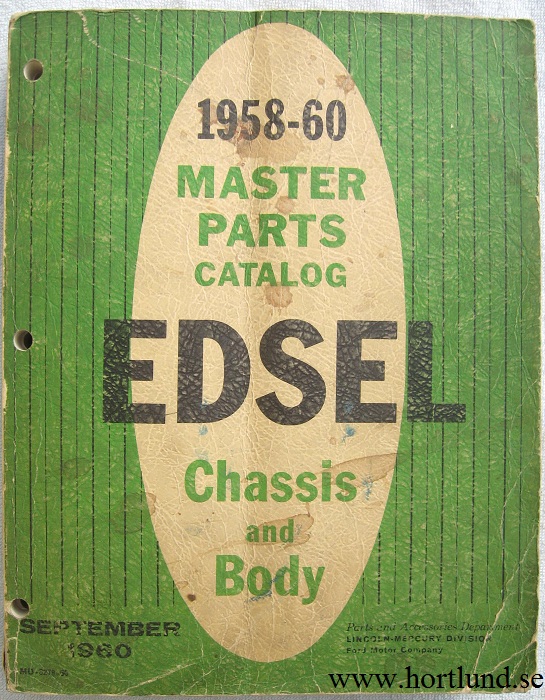 1958-60
MASTER
PARTS
CATALOG
EDSEL
Chassis
and
Body
SEPTEMBER
1960
Parts and Accessories Department
LINCOLN-MERCURY DIVISION
Ford Motor Company
www.hortlund.se